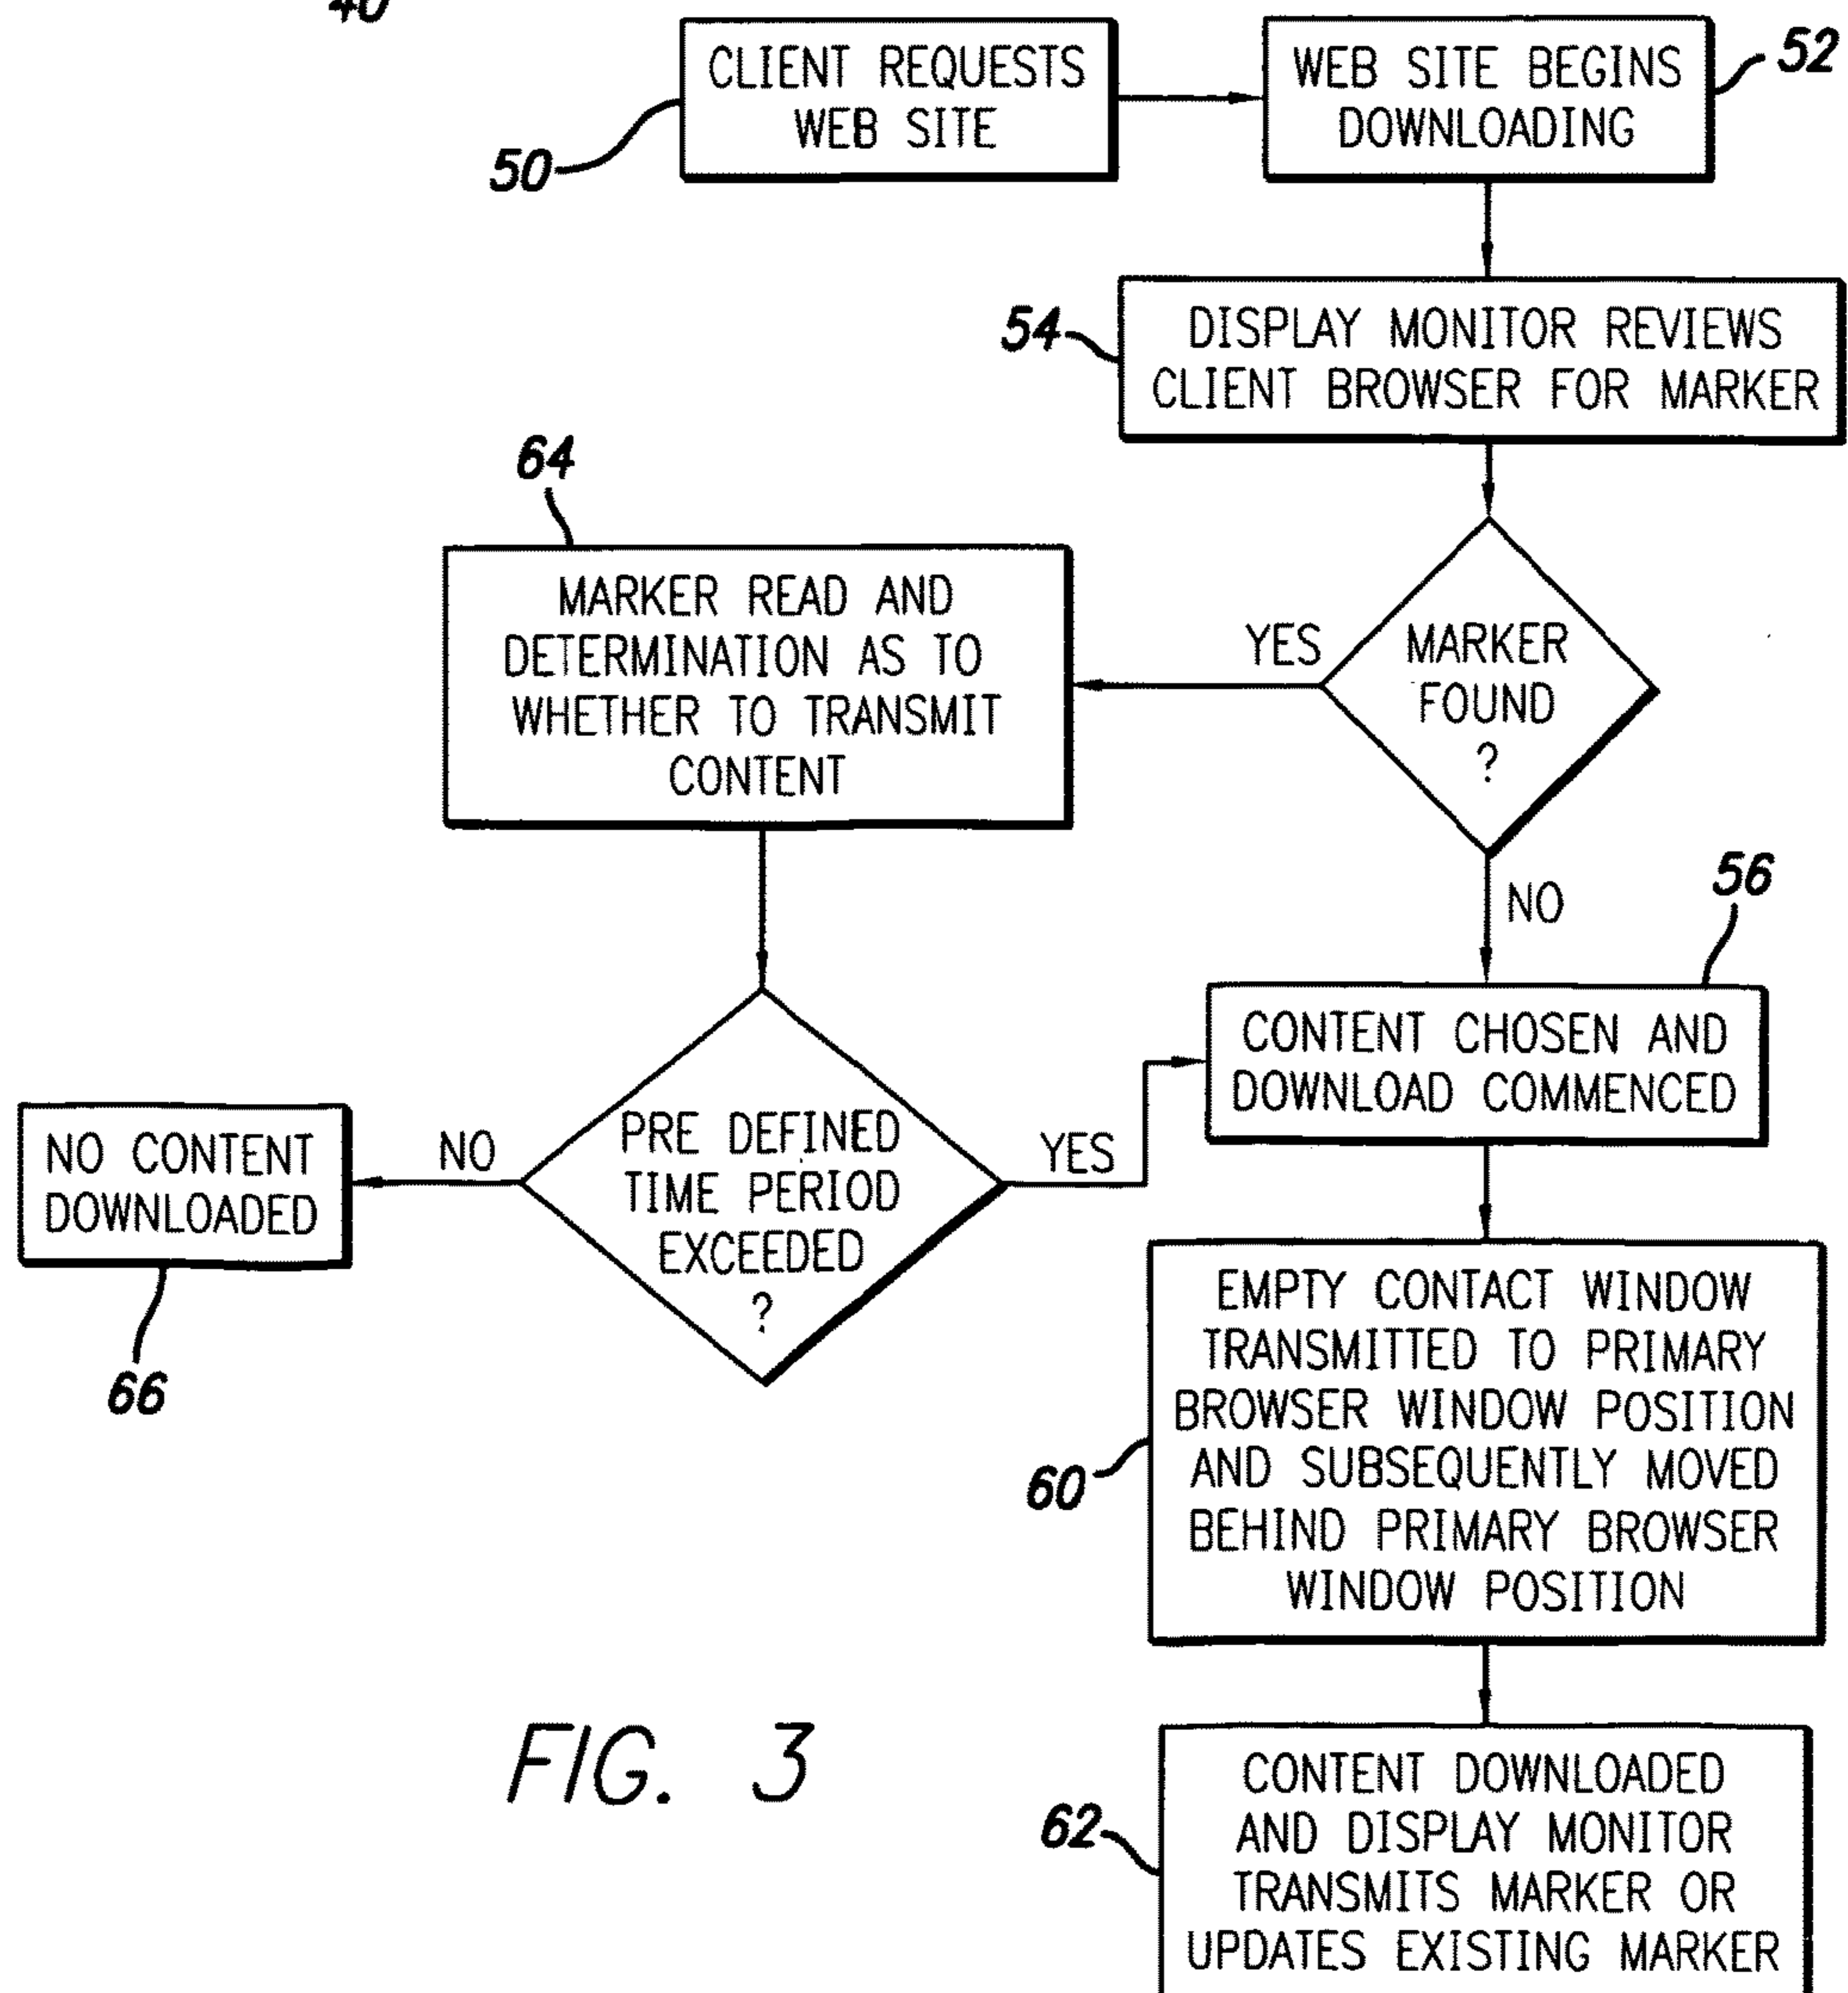 40
CLIENT REQUESTS
WEB SITE
50
WEB SITE BEGINS
DOWNLOADING
52
54
DISPLAY MONITOR REVIEWS
CLIENT BROWSER FOR MARKER
64
MARKER READ AND
DETERMINATION AS TO
WHETHER TO TRANSMIT
CONTENT
YES
MARKER
FOUND
?
NO
56
CONTENT CHOSEN AND
DOWNLOAD COMMENCED
NO CONTENT
DOWNLOADED
66
NO
PRE DEFINED
TIME PERIOD
EXCEEDED
?
YES
EMPTY CONTACT WINDOW
TRANSMITTED TO PRIMARY
BROWSER WINDOW POSITION
AND SUBSEQUENTLY MOVED
BEHIND PRIMARY BROWSER
WINDOW POSITION
60
FIG. 3
62
CONTENT DOWNLOADED
AND DISPLAY MONITOR
TRANSMITS MARKER OR
UPDATES EXISTING MARKER